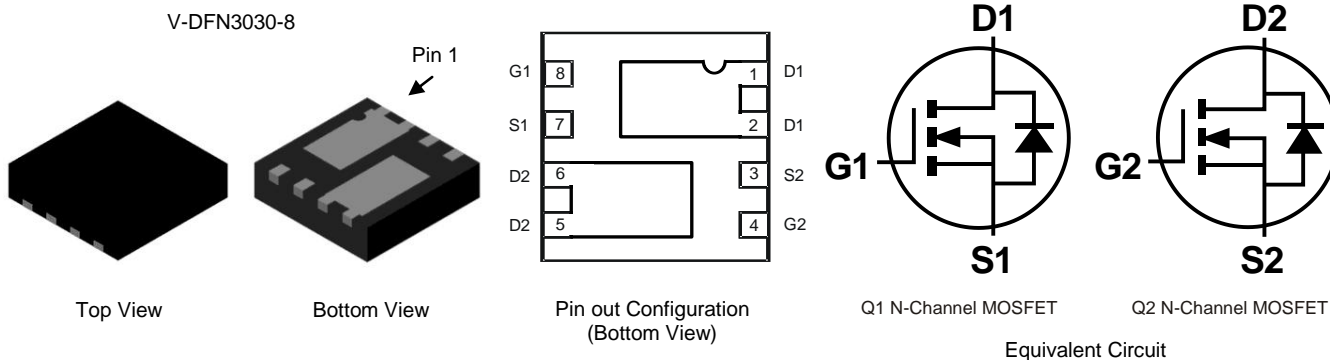 V-DFN3030-8
Pin 1
Top View
Bottom View
G1 8 1 D1
S1 7 2 D1
D2 6 3 S2
D2 5 4 G2
Pin out Configuration
(Bottom View)
D1
G1
S1
Q1 N-Channel MOSFET
D2
G2
S2
Q2 N-Channel MOSFET
Equivalent Circuit